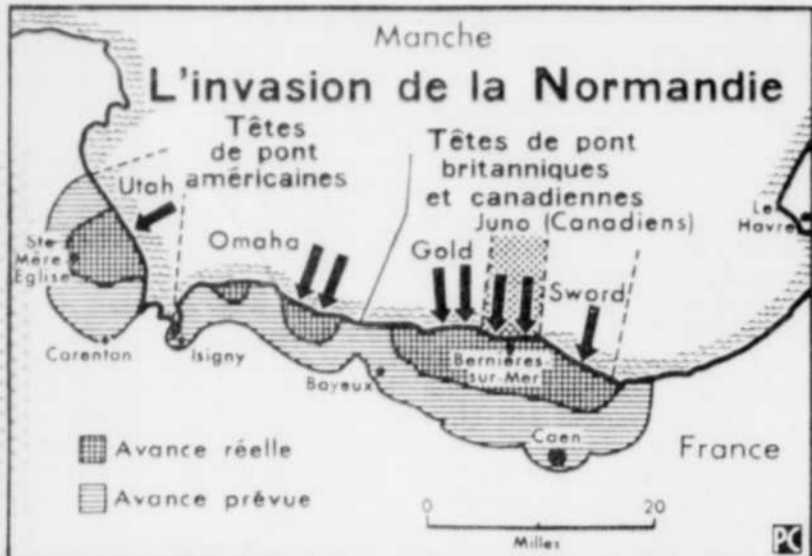 Manche
L'invasion de la Normandie
Têtes
de pont
américaines
Têtes de pont
britanniques
et canadiennes
Juno (Canadiens)
Utah
Omaha
Gold
Sword
Le
Havre
Ste
Mère
Eglise
Carentan
Isigny
Bayeux
Bernières
sur-Mer
Caen
France
Avance réelle
Avance prévue
0 20
Milles
PC